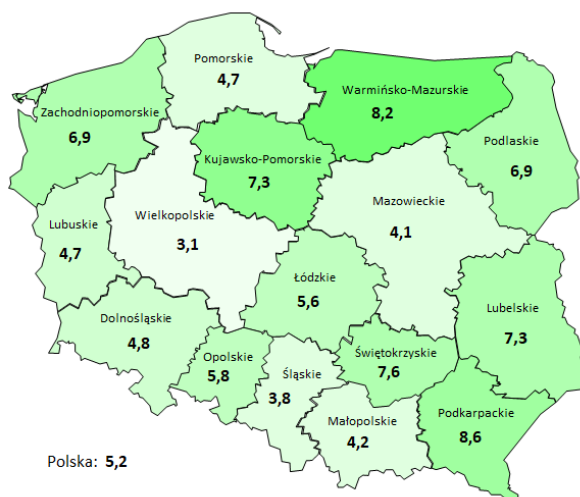 Pomorskie
4,7
Warmińsko-Mazurskie
8,2
Zachodniopomorskie
6,9
Podlaskie
6,9
Kujawsko-Pomorskie
7,3
Mazowieckie
4,1
Wielkopolskie
3,1
Lubuskie
4,7
Łódzkie
5,6
Lubelskie
7,3
Dolnośląskie
4,8
Opolskie
5,8
Śląskie
3,8
Świętokrzyskie
7,6
Małopolskie
4,2
Podkarpackie
8,6
Polska: 5,2